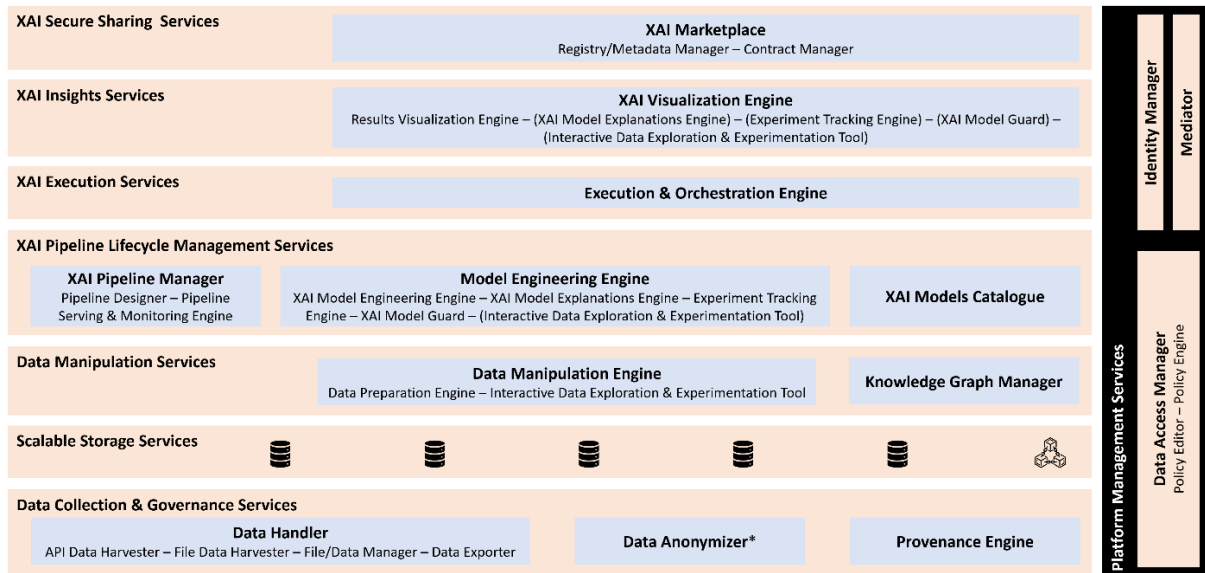 XAI Secure Sharing Services
XAI Marketplace
Registry/Metadata Manager – Contract Manager
XAI Insights Services
XAI Visualization Engine
Results Visualization Engine – (XAI Model Explanations Engine) – (Experiment Tracking Engine) – (XAI Model Guard) –
(Interactive Data Exploration & Experimentation Tool)
XAI Execution Services
Execution & Orchestration Engine
XAI Pipeline Lifecycle Management Services
XAI Pipeline Manager
Pipeline Designer – Pipeline
Serving & Monitoring Engine
Model Engineering Engine
XAI Model Engineering Engine – XAI Model Explanations Engine – Experiment Tracking
Engine – XAI Model Guard – (Interactive Data Exploration & Experimentation Tool)
XAI Models Catalogue
Data Manipulation Services
Data Manipulation Engine
Data Preparation Engine – Interactive Data Exploration & Experimentation Tool
Knowledge Graph Manager
Scalable Storage Services
Data Collection & Governance Services
Data Handler
API Data Harvester – File Data Harvester – File/Data Manager – Data Exporter
Data Anonymizer*
Provenance Engine
Platform Management Services
Identity Manager
Mediator
Data Access Manager
Policy Editor – Policy Engine